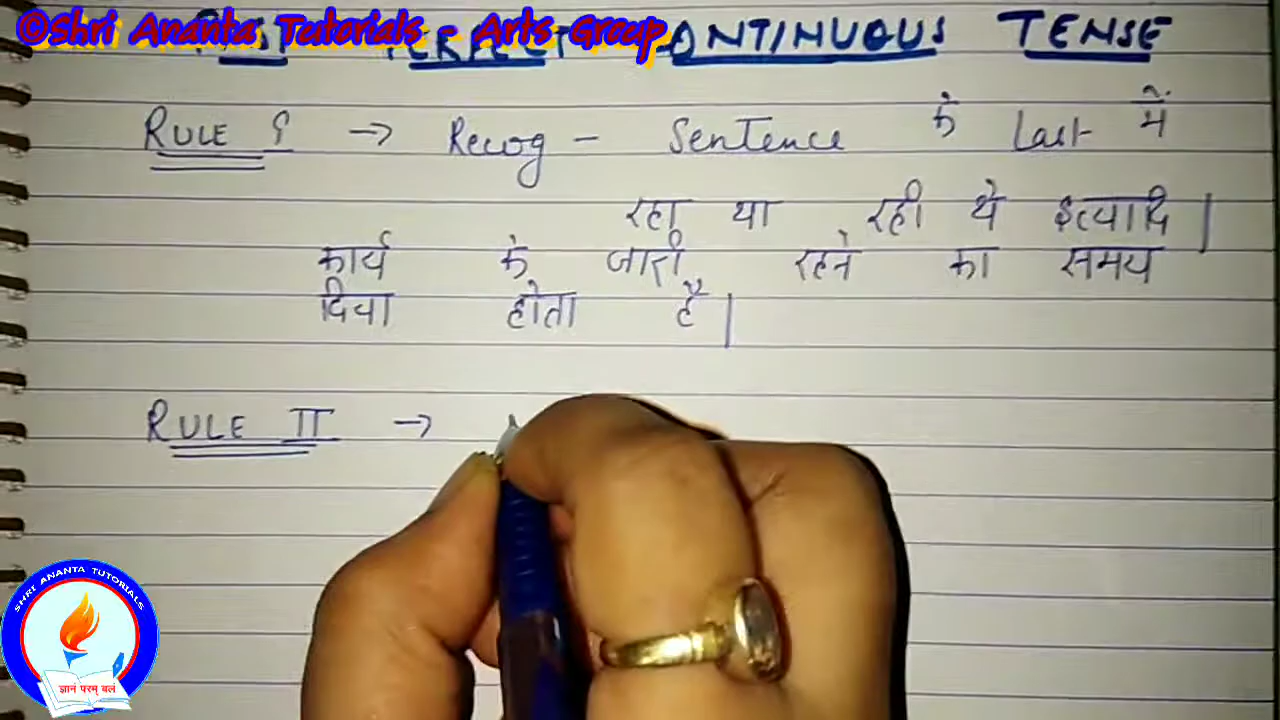 ©Shri Ananta Tutorials - Arts Group
CONTINUOUS TENSE
RULE I → Recog - Sentence के Last में
रहा था रही थे इत्यादि |
कार्य के जारी रहने का समय
दिया होता है |
RULE II →
SHRI ANANTA TUTORIALS
ज्ञानं परम् बलं